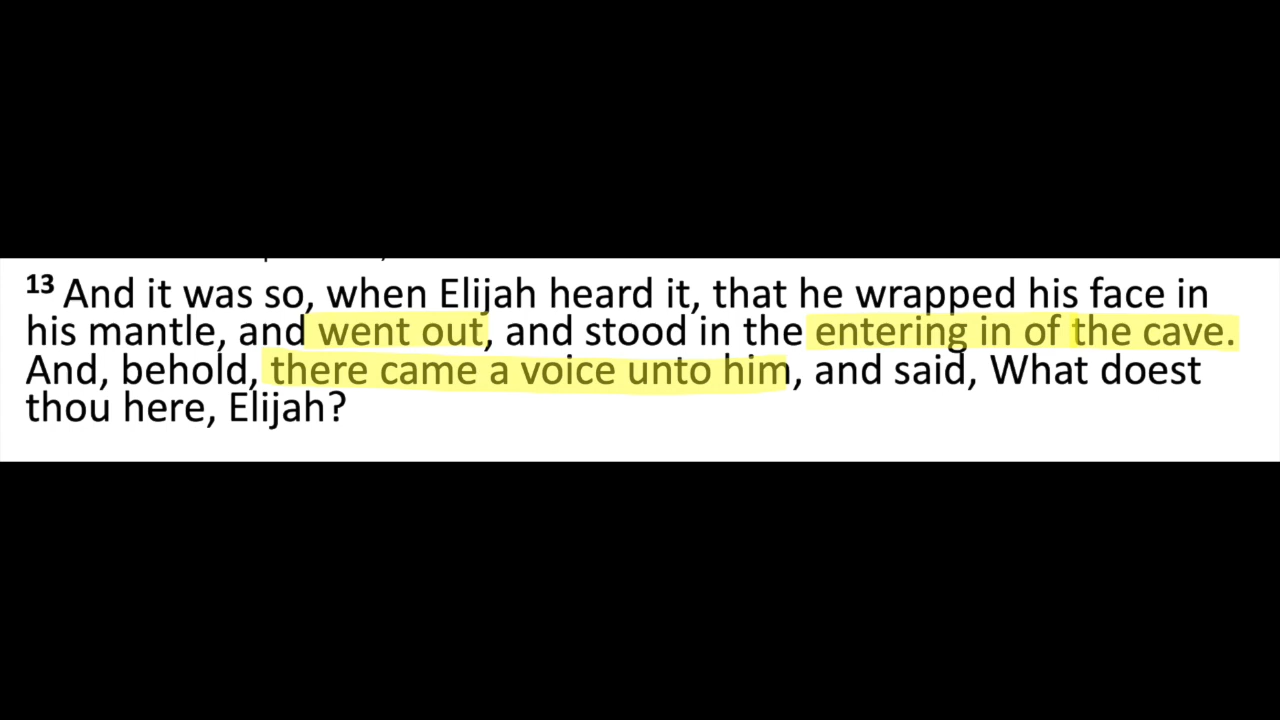 13 And it was so, when Elijah heard it, that he wrapped his face in
his mantle, and went out, and stood in the entering in of the cave.
And, behold, there came a voice unto him, and said, What doest
thou here, Elijah?